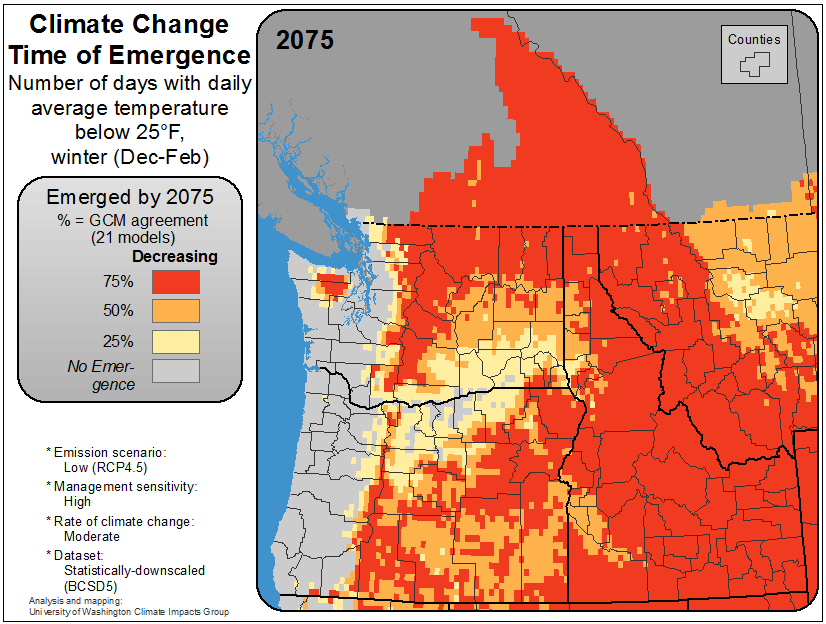 Climate Change
Time of Emergence
Number of days with daily
average temperature
below 25°F,
winter (Dec-Feb)
Emerged by 2075
% = GCM agreement
(21 models)
Decreasing
75%
50%
25%
No Emer-
gence
* Emission scenario:
Low (RCP4.5)
* Management sensitivity:
High
* Rate of climate change:
Moderate
* Dataset:
Statistically-downscaled
(BCSD5)
Analysis and mapping:
University of Washington Climate Impacts Group
2075
Counties